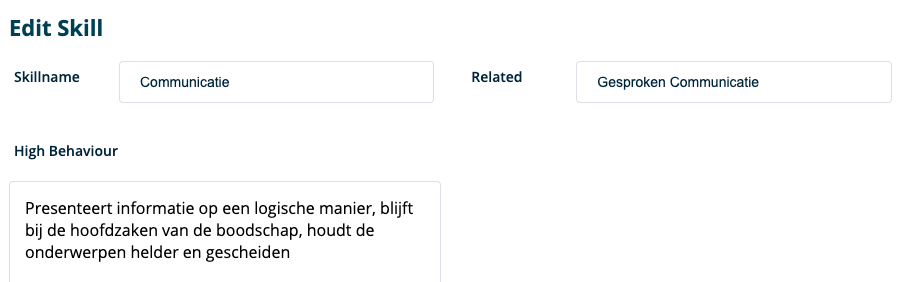 Edit Skill
Skillname
Communicatie
Related
Gesproken Communicatie
High Behaviour
Presenteert informatie op een logische manier, blijft
bij de hoofdzaken van de boodschap, houdt de
onderwerpen helder en gescheiden